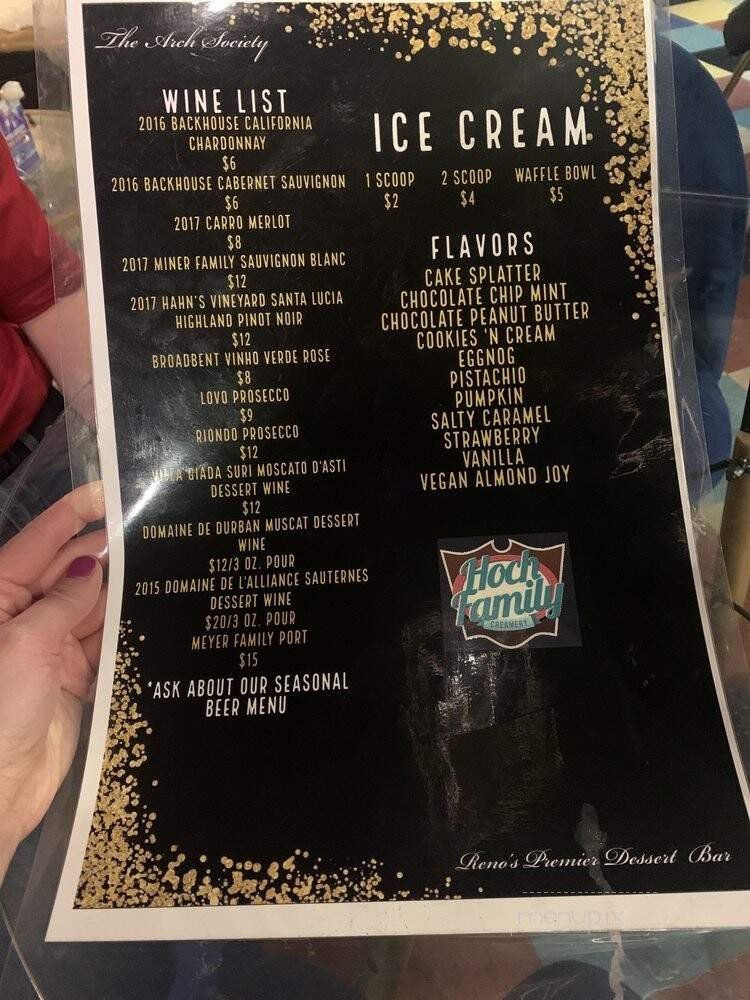 The Arch Society
WINE LIST
2016 BACKHOUSE CALIFORNIA
CHARDONNAY
$6
2016 BACKHOUSE CABERNET SAUVIGNON
$6
2017 CARRO MERLOT
$8
2017 MINER FAMILY SAUVIGNON BLANC
$12
2017 HAHN'S VINEYARD SANTA LUCIA
HIGHLAND PINOT NOIR
$12
BROADBENT VINHO VERDE ROSE
$8
LOVO PROSECCO
$9
RIONDO PROSECCO
$12
VILLA GIADA SURI MOSCATO D'ASTI
DESSERT WINE
$12
DOMAINE DE DURBAN MUSCAT DESSERT
WINE
$12/3 OZ. POUR
2015 DOMAINE DE L'ALLIANCE SAUTERNES
DESSERT WINE
$20/3 OZ. POUR
MEYER FAMILY PORT
$15
*ASK ABOUT OUR SEASONAL
BEER MENU
ICE CREAM
1 SCOOP 2 SCOOP WAFFLE BOWL
$2 $4 $5
FLAVORS
CAKE SPLATTER
CHOCOLATE CHIP MINT
CHOCOLATE PEANUT BUTTER
COOKIES 'N CREAM
EGGNOG
PISTACHIO
PUMPKIN
SALTY CARAMEL
STRAWBERRY
VANILLA
VEGAN ALMOND JOY
Hoch
Family
CREAMERY
Reno's Premier Dessert Bar
menupix